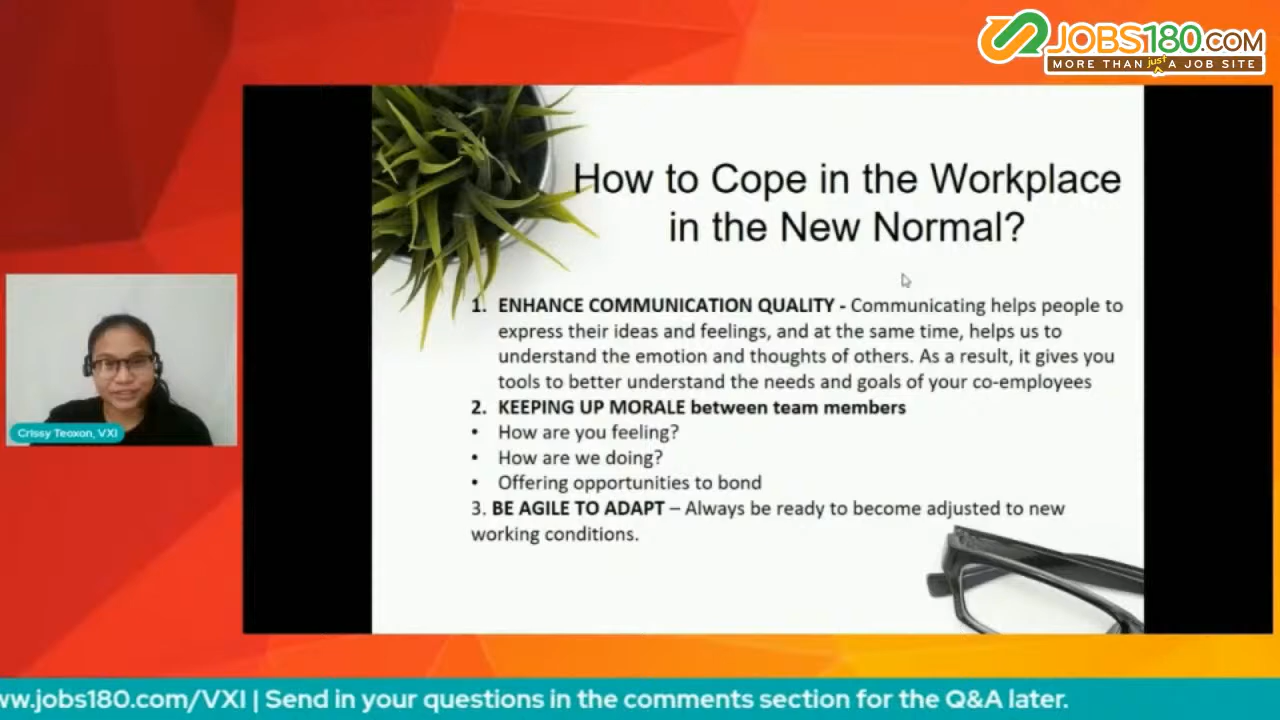 JOBS180.COM
MORE THAN just A JOB SITE
How to Cope in the Workplace
in the New Normal?
1. ENHANCE COMMUNICATION QUALITY - Communicating helps people to
express their ideas and feelings, and at the same time, helps us to
understand the emotion and thoughts of others. As a result, it gives you
tools to better understand the needs and goals of your co-employees
2. KEEPING UP MORALE between team members
• How are you feeling?
• How are we doing?
• Offering opportunities to bond
3. BE AGILE TO ADAPT – Always be ready to become adjusted to new
working conditions.
Crissy Teoxon, VXI
ww.jobs180.com/VXI | Send in your questions in the comments section for the Q&A later.